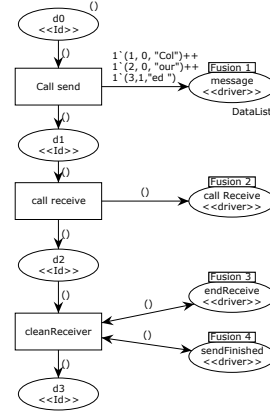 ()
d0
<<Id>>
()
1`(1, 0, "Col")++
1`(2, 0, "our")++
1`(3,1,"ed ")
Call send
Fusion 1
message
<<driver>>
DataList
()
d1
<<Id>>
()
call receive
()
Fusion 2
call Receive
<<driver>>
()
d2
<<Id>>
()
Fusion 3
endReceive
<<driver>>
()
cleanReceiver
()
Fusion 4
sendFinished
<<driver>>
()
d3
<<Id>>